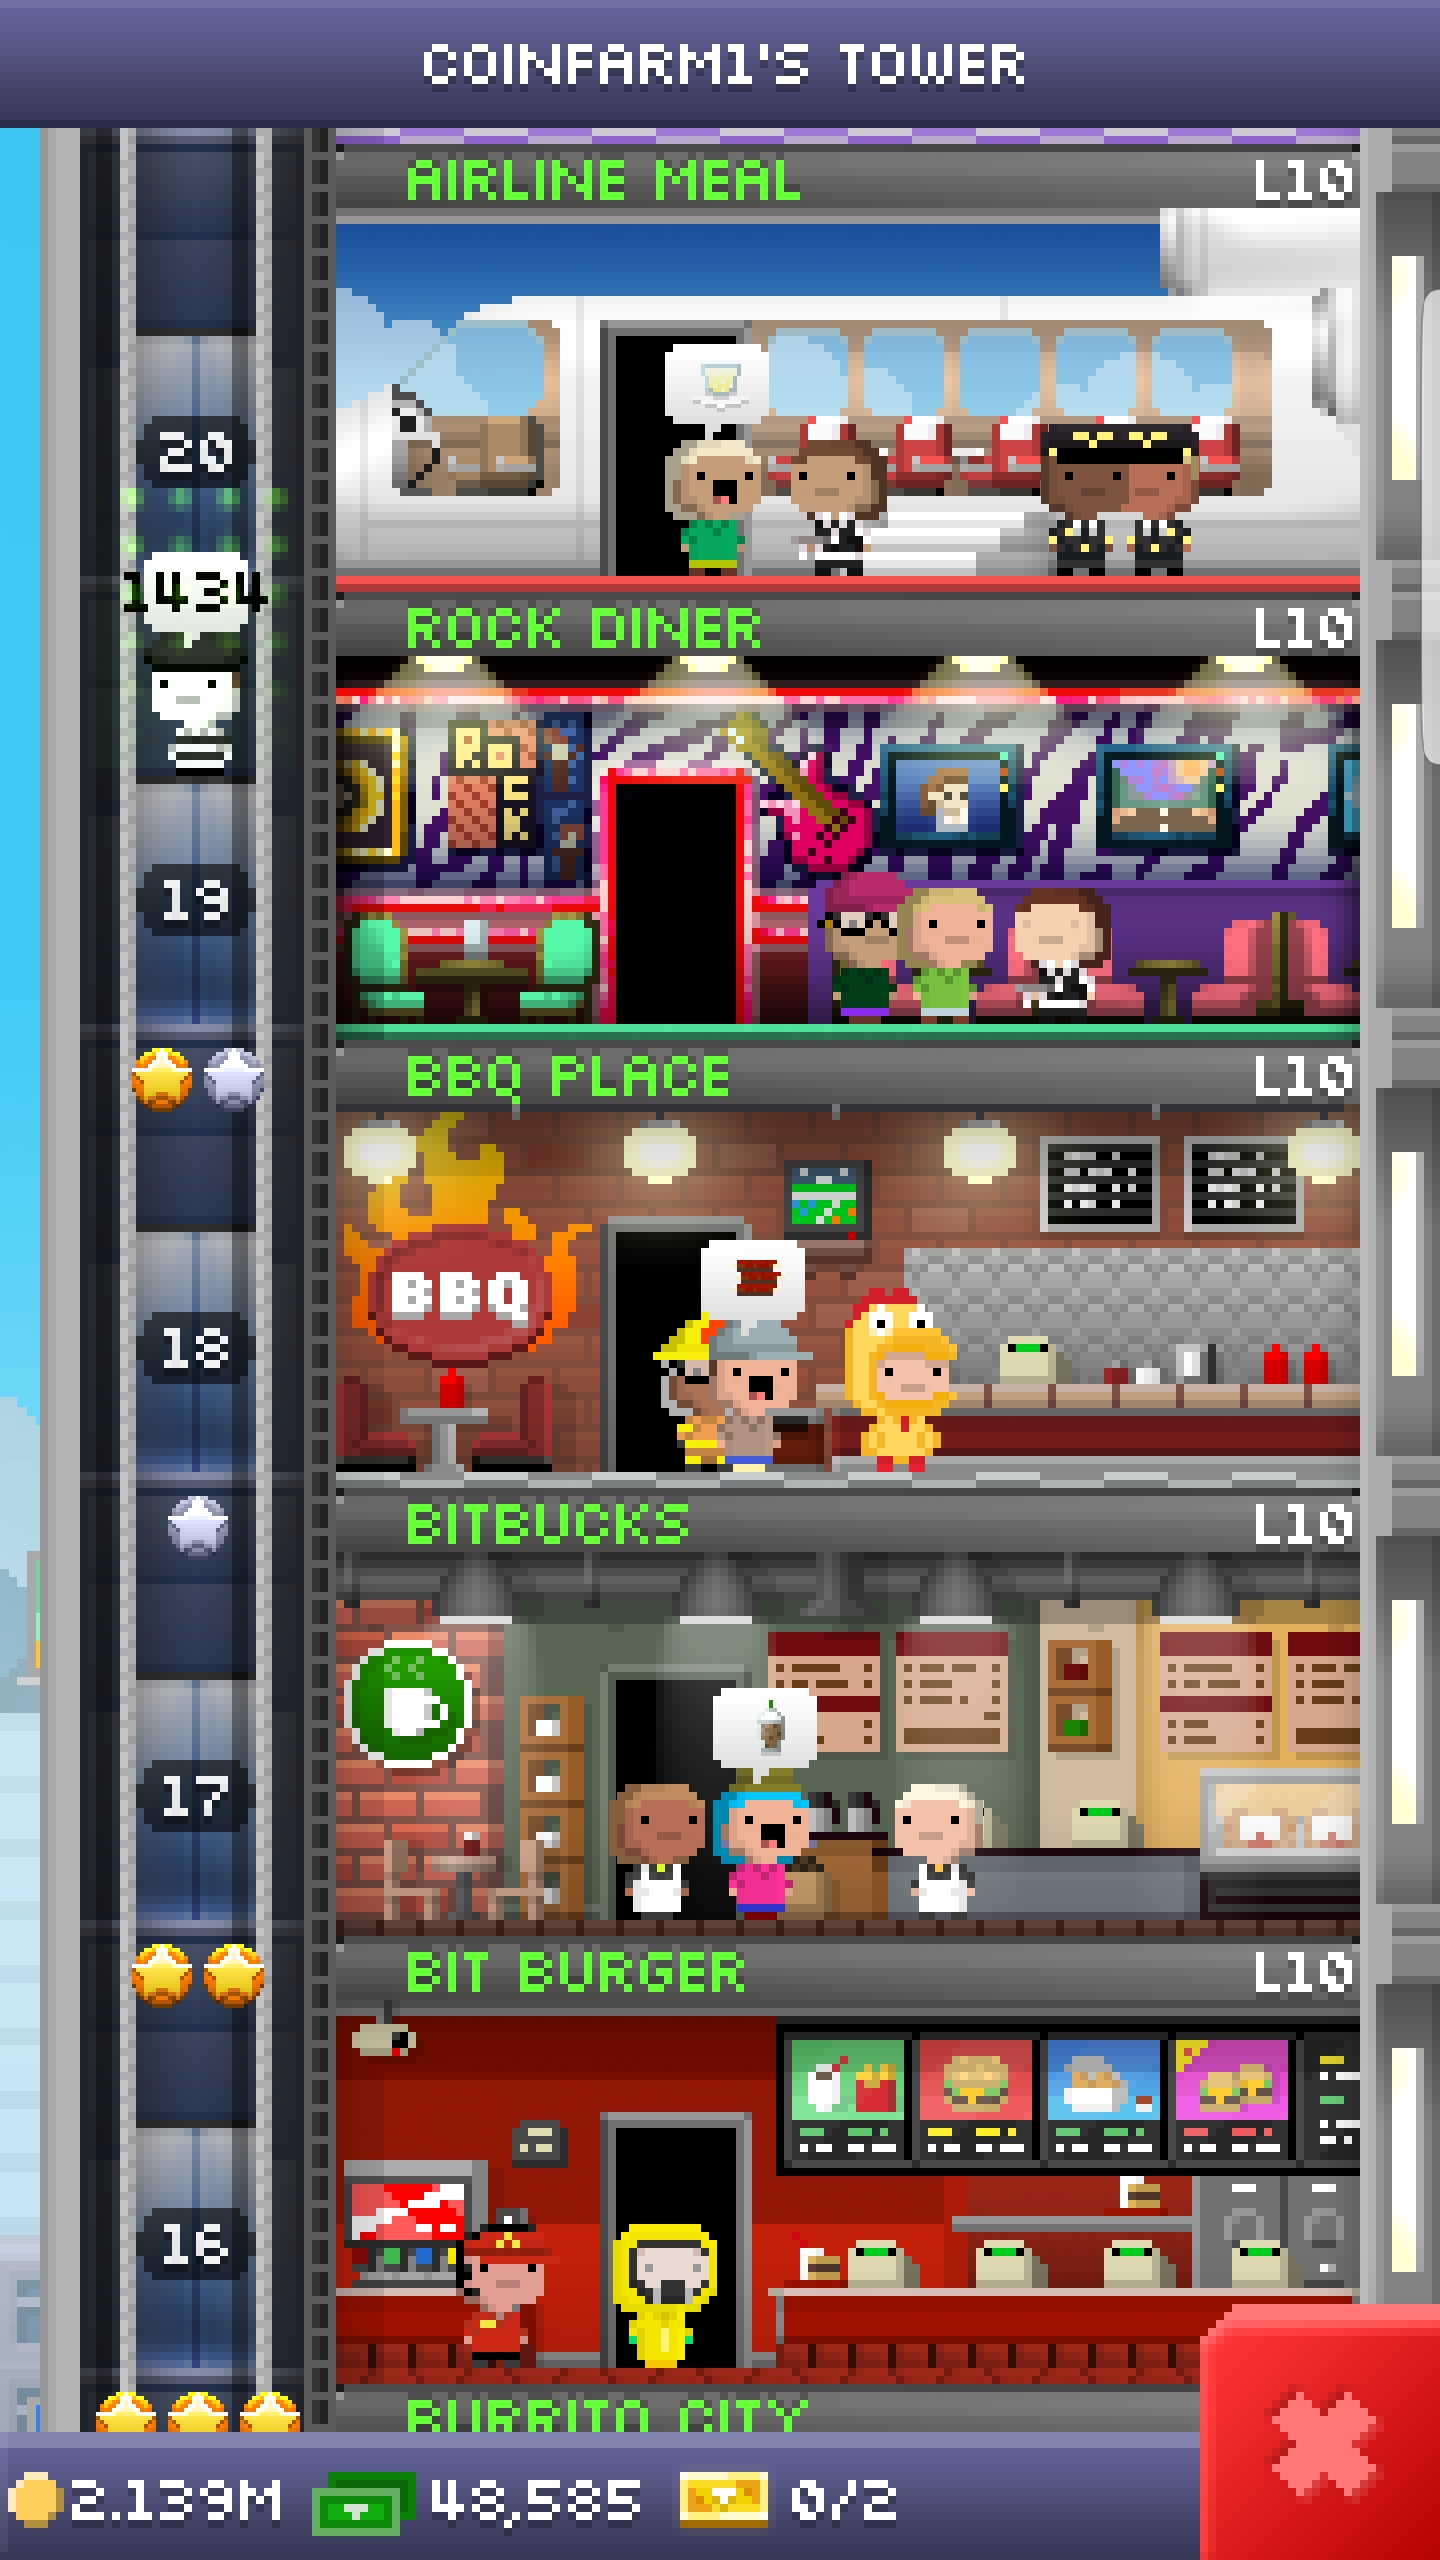 COINFARM1'S TOWER
AIRLINE MEAL L10
20
1434
ROCK DINER L10
ROCK
19
BBQ PLACE L10
BBQ
18
BITBUCKS L10
17
BIT BURGER L10
16
BURRITO CITY
2.139M 48,585 0/2